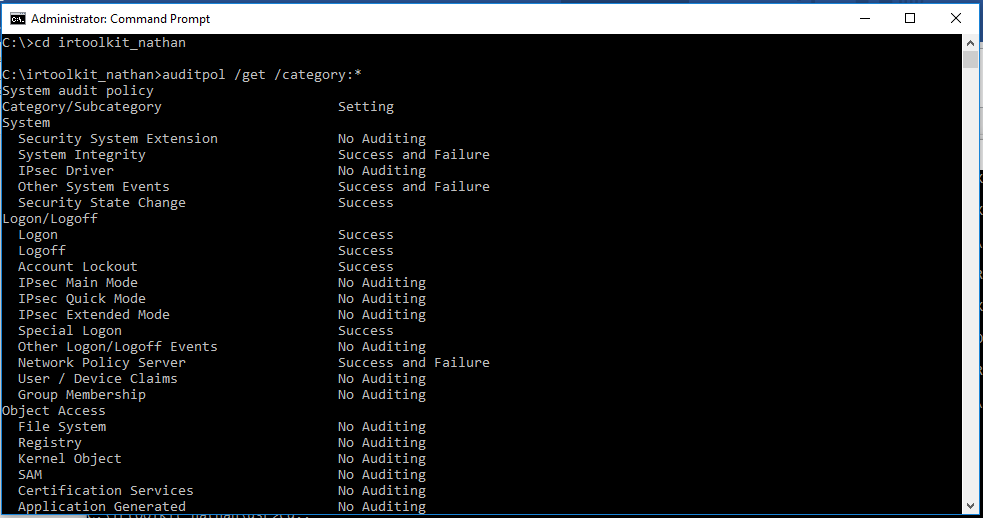 Administrator: Command Prompt
C:\>cd irtoolkit_nathan
C:\irtoolkit_nathan>auditpol /get /category:*
System audit policy
Category/Subcategory                      Setting
System
  Security System Extension               No Auditing
  System Integrity                        Success and Failure
  IPsec Driver                            No Auditing
  Other System Events                     Success and Failure
  Security State Change                   Success
Logon/Logoff
  Logon                                   Success
  Logoff                                  Success
  Account Lockout                         Success
  IPsec Main Mode                         No Auditing
  IPsec Quick Mode                        No Auditing
  IPsec Extended Mode                     No Auditing
  Special Logon                           Success
  Other Logon/Logoff Events               No Auditing
  Network Policy Server                   Success and Failure
  User / Device Claims                    No Auditing
  Group Membership                        No Auditing
Object Access
  File System                             No Auditing
  Registry                                No Auditing
  Kernel Object                           No Auditing
  SAM                                     No Auditing
  Certification Services                  No Auditing
  Application Generated                   No Auditing